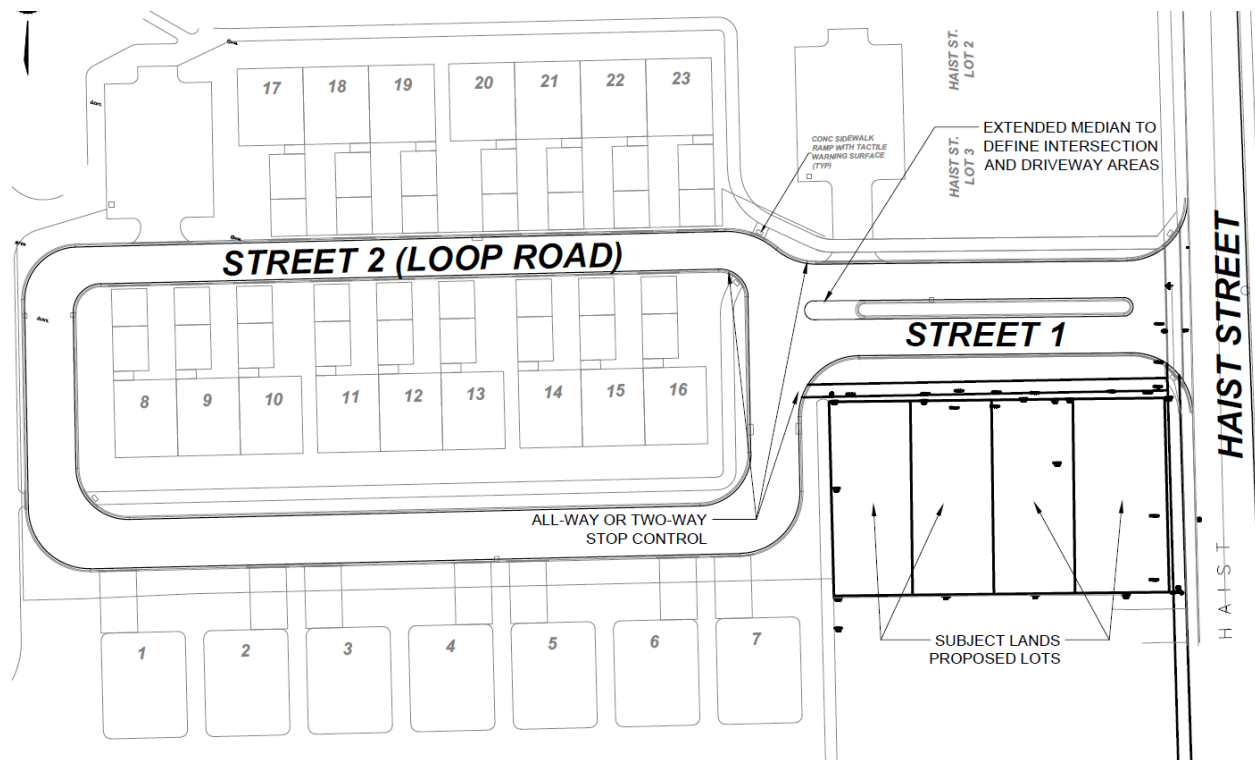 17
18
19
20
21
22
23
HAIST ST.
LOT 2
CONC SIDEWALK
RAMP WITH TACTILE
WARNING SURFACE
(TYP)
HAIST ST.
LOT 3
EXTENDED MEDIAN TO
DEFINE INTERSECTION
AND DRIVEWAY AREAS
STREET 2 (LOOP ROAD)
STREET 1
HAIST STREET
8
9
10
11
12
13
14
15
16
ALL-WAY OR TWO-WAY
STOP CONTROL
HAIST
SUBJECT LANDS
PROPOSED LOTS
1
2
3
4
5
6
7